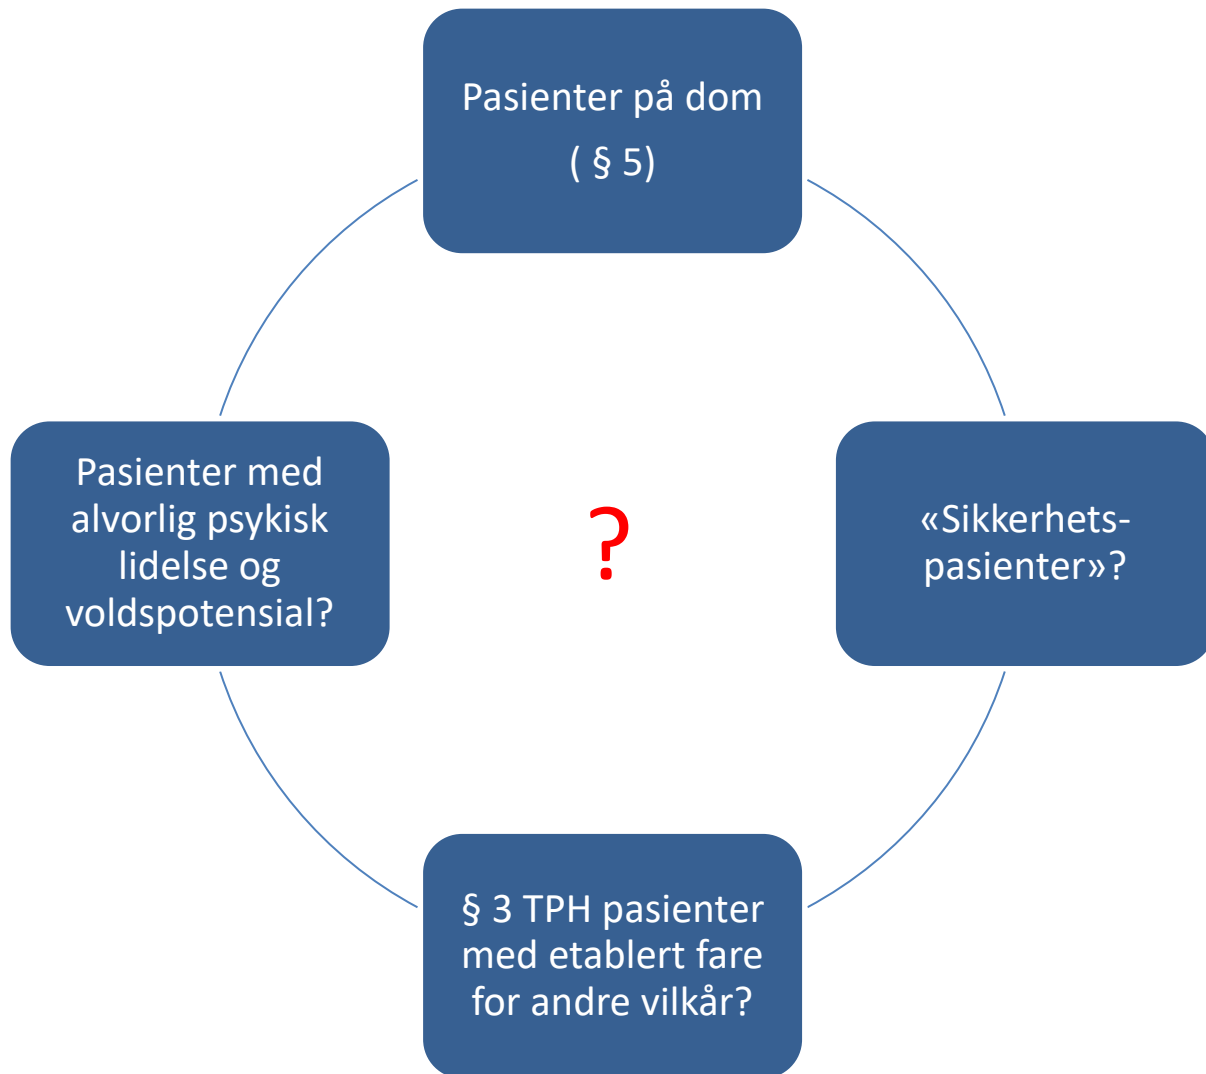 Pasienter på dom
( § 5)
Pasienter med
alvorlig psykisk
lidelse og
voldspotensial?
?
«Sikkerhets-
pasienter»?
§ 3 TPH pasienter
med etablert fare
for andre vilkår?